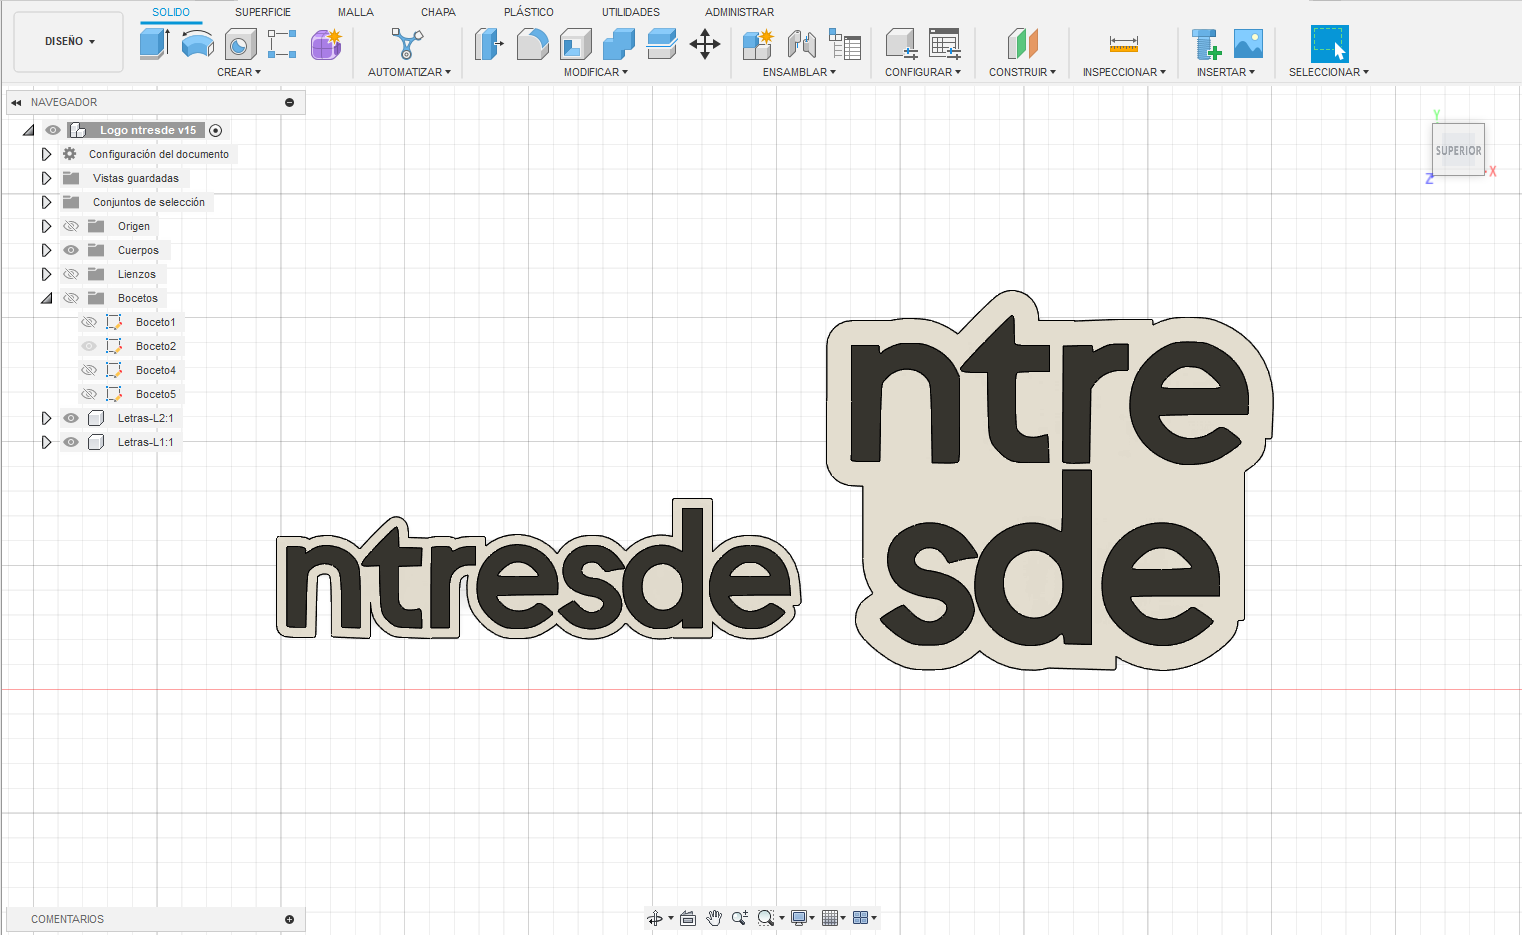 SOLIDO SUPERFICIE MALLA CHAPA PLÁSTICO UTILIDADES ADMINISTRAR
DISEÑO
CREAR AUTOMATIZAR MODIFICAR ENSAMBLAR CONFIGURAR CONSTRUIR INSPECCIONAR INSERTAR SELECCIONAR
NAVEGADOR
Logo ntresde v15
Configuración del documento
Vistas guardadas
Conjuntos de selección
Origen
Cuerpos
Lienzos
Bocetos
Boceto1
Boceto2
Boceto4
Boceto5
Letras-L2:1
Letras-L1:1
Y
SUPERIOR
X
Z
ntresde
ntre
sde
COMENTARIOS